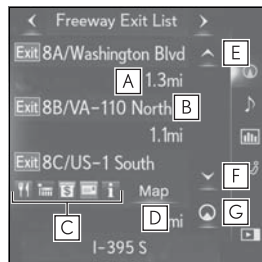 Freeway Exit List
Exit 8A/Washington Blvd
E
A 1.3mi
Exit 8B/VA-110 North B
1.1mi
Exit 8C/US-1 South
F
Map
C D mi G
I-395 S